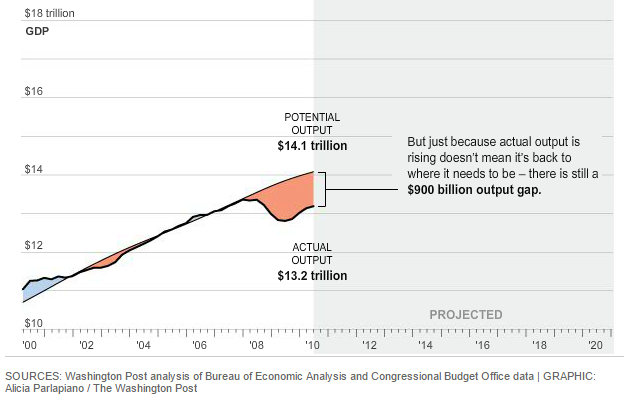 $18 trillion
GDP
$16
POTENTIAL
OUTPUT
$14.1 trillion
But just because actual output is
rising doesn't mean it's back to
where it needs to be – there is still a
$900 billion output gap.
$14
$12
ACTUAL
OUTPUT
$13.2 trillion
PROJECTED
$10
'00 '02 '04 '06 '08 '10 '12 '14 '16 '18 '20
SOURCES: Washington Post analysis of Bureau of Economic Analysis and Congressional Budget Office data | GRAPHIC:
Alicia Parlapiano / The Washington Post